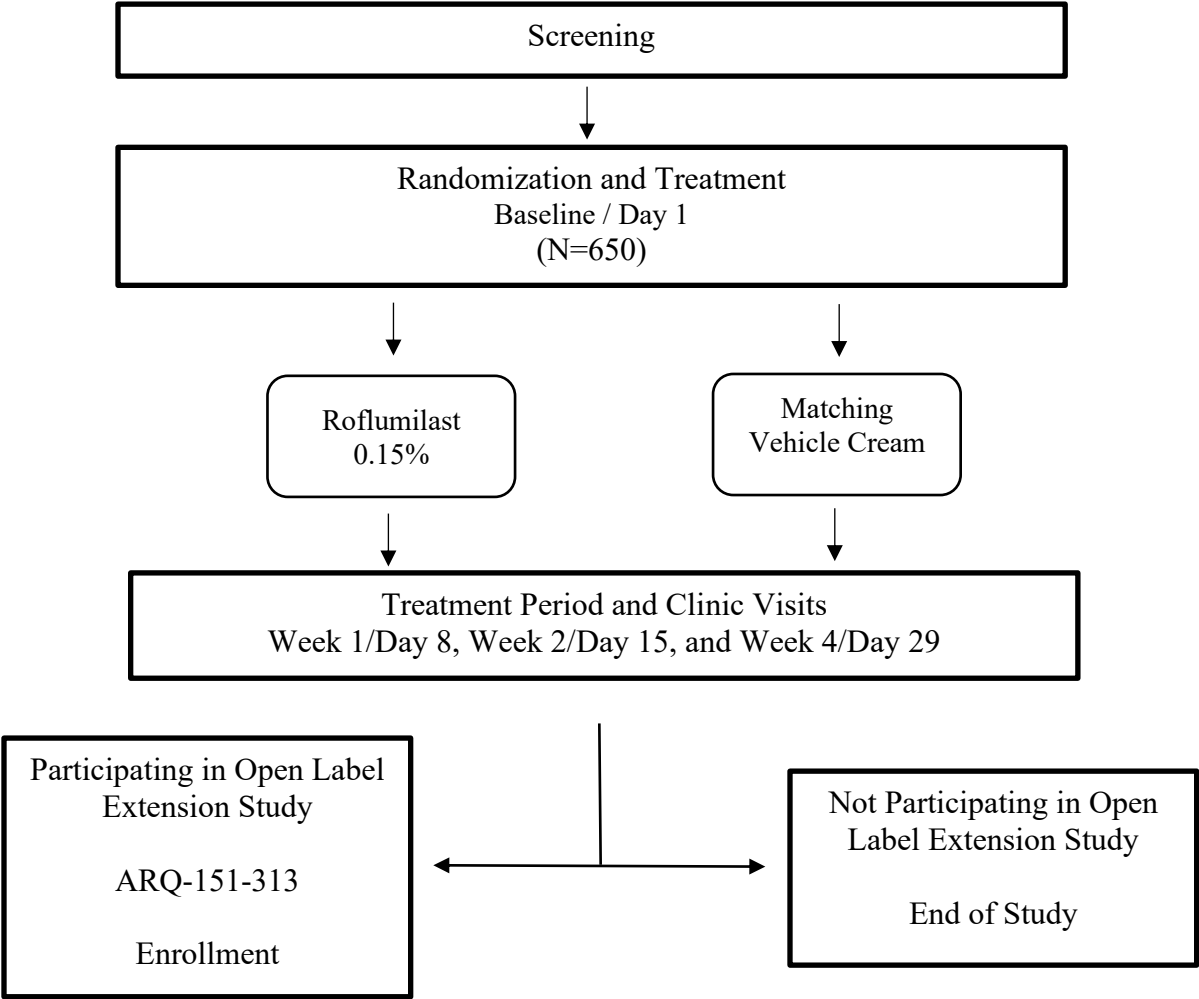 Screening
Randomization and Treatment
Baseline / Day 1
(N=650)
Roflumilast
0.15%
Matching
Vehicle Cream
Treatment Period and Clinic Visits
Week 1/Day 8, Week 2/Day 15, and Week 4/Day 29
Participating in Open Label
Extension Study
ARQ-151-313
Enrollment
Not Participating in Open
Label Extension Study
End of Study